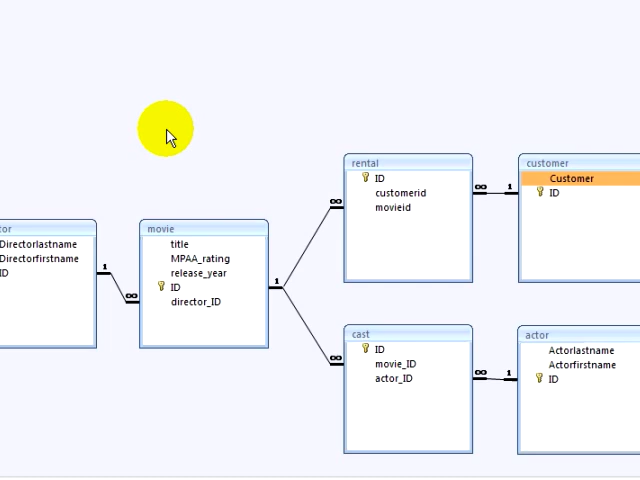 tor
Directorlastname
Directorfirstname
ID
1
∞
movie
title
MPAA_rating
release_year
ID
director_ID
1
∞
∞
rental
ID
customerid
movieid
∞ 1
customer
Customer
ID
cast
ID
movie_ID
actor_ID
∞ 1
actor
Actorlastname
Actorfirstname
ID